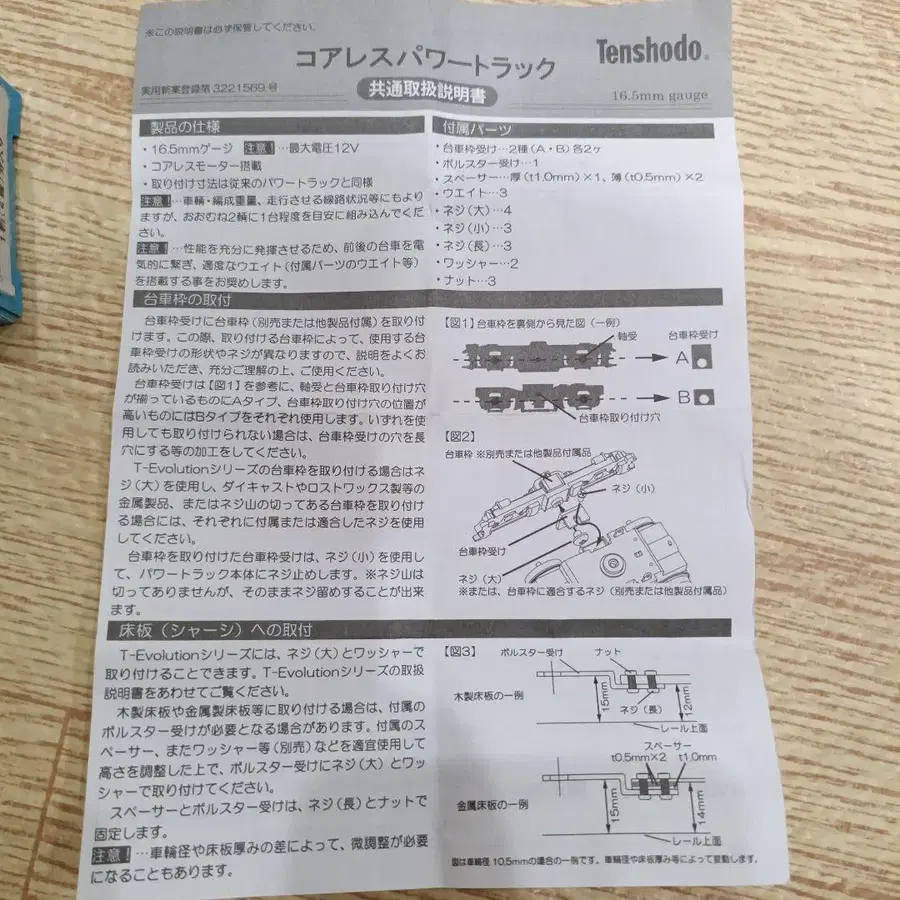 ※この説明書は必ず保管してください。
コアレスパワートラック
Tenshodo®
実用新案登録第 3221569 号
共通取扱説明書
16.5mm gauge
製品の仕様
・16.5mmゲージ 注意!…最大電圧12V
・コアレスモーター搭載
・取り付け寸法は従来のパワートラックと同様
注意!…車輌・編成重量、走行させる線路状況等にもより
ますが、おおむね2輌に1台程度を目安に組み込んでくだ
さい。
注意!…性能を充分に発揮させるため、前後の台車を電
気的に繋ぎ、適度なウエイト(付属パーツのウエイト等)
を搭載する事をお奨めします。
付属パーツ
・台車枠受け…2種(A・B)各2ヶ
・ボルスター受け…1
・スペーサー…厚(t1.0mm)×1、薄(t0.5mm)×2
・ウエイト…3
・ネジ(大)…4
・ネジ(小)…3
・ネジ(長)…3
・ワッシャー…2
・ナット…3
台車枠の取付
台車枠受けに台車枠(別売または他製品付属)を取り付
けます。この際、取り付ける台車枠によって、使用する台
車枠受けの形状やネジが異なりますので、説明をよくお
読みいただき、充分ご理解の上、ご使用ください。
台車枠受けは【図1】を参考に、軸受と台車枠取り付け穴
が揃っているものにAタイプ、台車枠取り付け穴の位置が
高いものにはBタイプをそれぞれ使用します。いずれを使
用しても取り付けられない場合は、台車枠受けの穴を長
穴にする等の加工をしてください。
T-Evolutionシリーズの台車枠を取り付ける場合はネ
ジ(大)を使用し、ダイキャストやロストワックス製等の
金属製品、またはネジ山の切ってある台車枠を取り付け
る場合には、それぞれに付属または適合したネジを使用
してください。
台車枠を取り付けた台車枠受けは、ネジ(小)を使用し
て、パワートラック本体にネジ止めします。※ネジ山は
切ってありませんが、そのままネジ留めすることが出来
ます。
【図1】台車枠を裏側から見た図(一例)
軸受
台車枠受け
A
B
台車枠取り付け穴
【図2】
台車枠 ※別売または他製品付属品
ネジ(小)
台車枠受け
ネジ(大)
※または、台車枠に適合するネジ(別売または他製品付属品)
床板(シャーシ)への取付
T-Evolutionシリーズには、ネジ(大)とワッシャーで
取り付けることできます。T-Evolutionシリーズの取扱
説明書をあわせてご覧ください。
木製床板や金属製床板等に取り付ける場合は、付属の
ボルスター受けが必要となる場合があります。付属のス
ペーサー、またワッシャー等(別売)などを適宜使用して
高さを調整した上で、ボルスター受けにネジ(大)とワッ
シャーで取り付けてください。
スペーサーとボルスター受けは、ネジ(長)とナットで
固定します。
注意!…車輪径や床板厚みの差によって、微調整が必要
になることもあります。
【図3】
ボルスター受け
ナット
木製床板の一例
15mm
ネジ(長)
12mm
レール上面
スペーサー
t0.5mm×2 t1.0mm
金属床板の一例
15mm
14mm
レール上面
図は車輪径10.5mmの場合の一例です。車輪径や床板厚み等によって変動します。